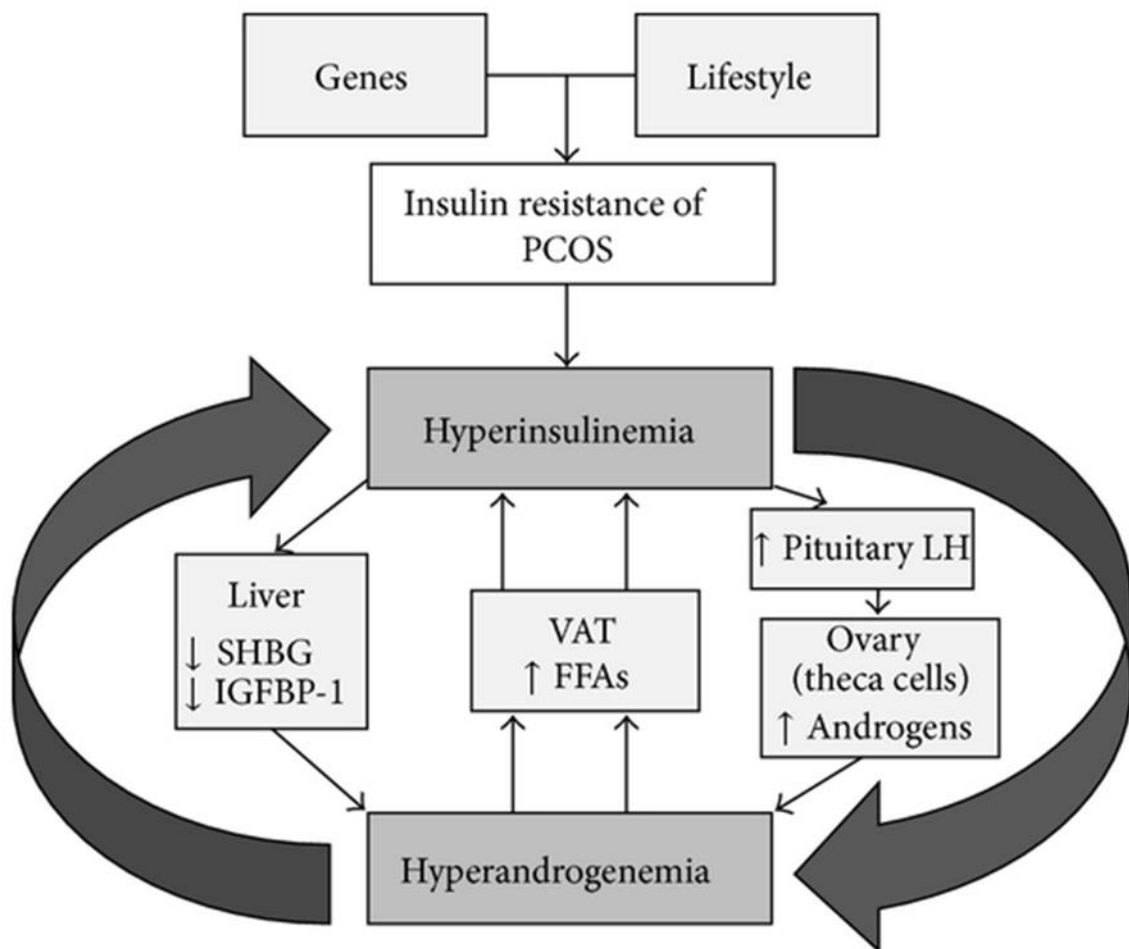 Genes
Lifestyle
Insulin resistance of
PCOS
Hyperinsulinemia
Liver
↓ SHBG
↓ IGFBP-1
VAT
↑ FFAs
↑ Pituitary LH
Ovary
(theca cells)
↑ Androgens
Hyperandrogenemia